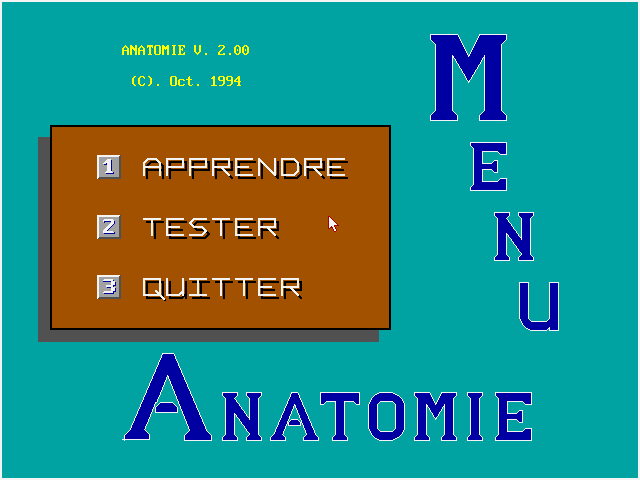 ANATOMIE V. 2.00
(C). Oct. 1994
1 APPRENDRE
2 TESTER
3 QUITTER
MENU
ANATOMIE